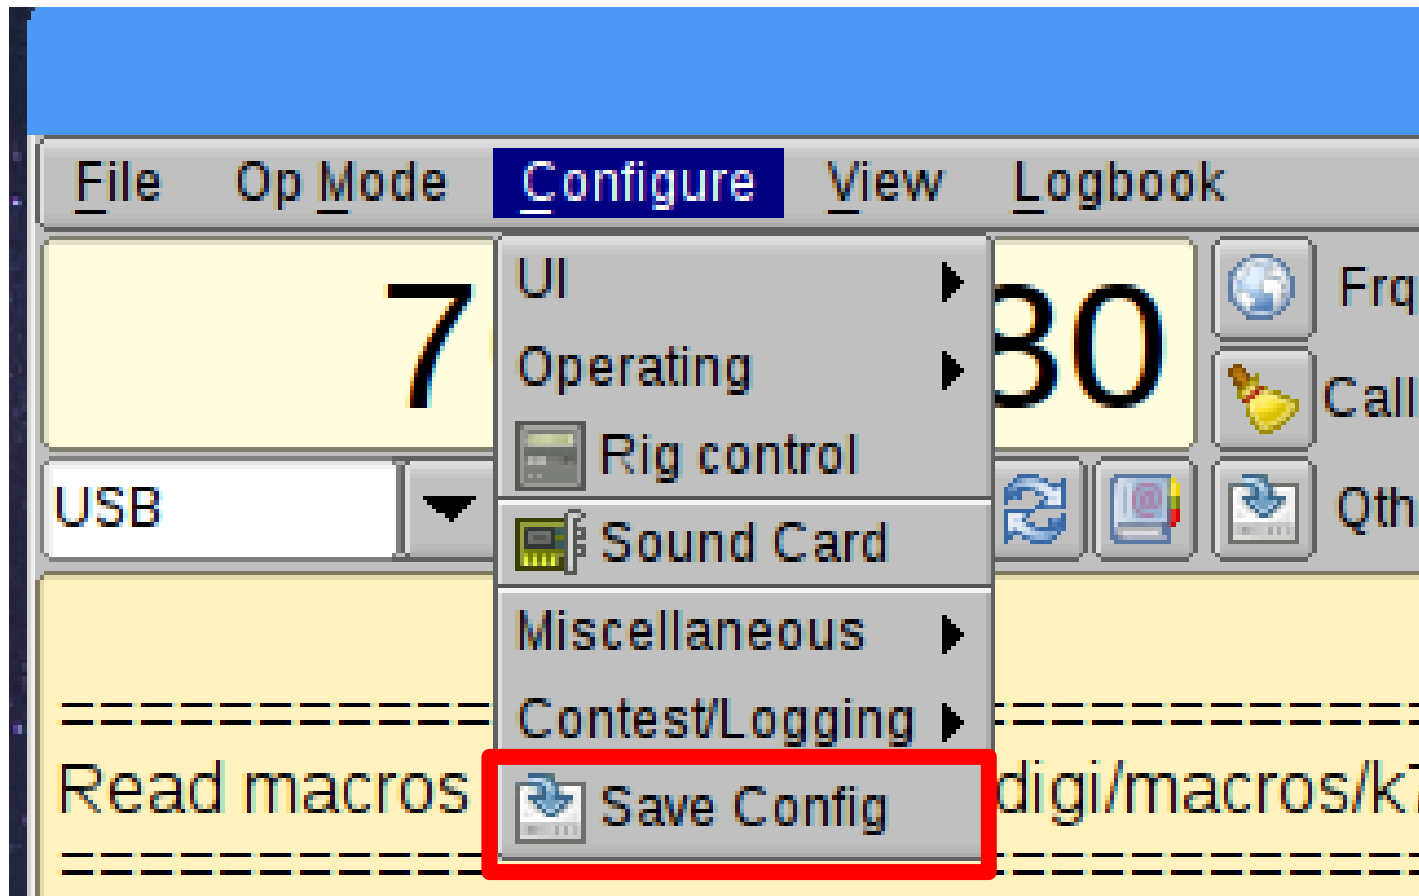 File Op Mode Configure View Logbook
UI
7 30 Frq
Operating
Call
Rig control
USB Qth
Sound Card
Miscellaneous
Contest/Logging
Read macros digi/macros/k
Save Config